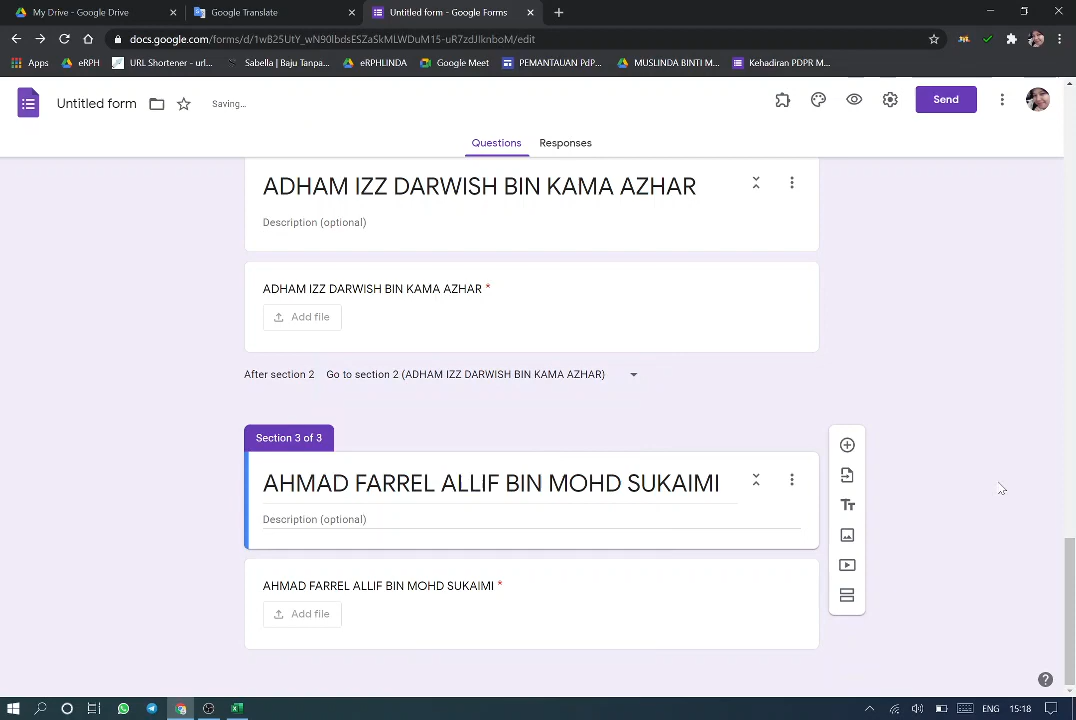 My Drive - Google Drive
Google Translate
Untitled form - Google Forms
docs.google.com/forms/d/1wB25UtY_wN90lbdsESZaSkMLWDuM15-uR7zdJIknboM/edit
Apps
eRPH
URL Shortener - url...
Sabella | Baju Tanpa...
eRPHLINDA
Google Meet
PEMANTAUAN PdP...
MUSLINDA BINTI M...
Kehadiran PDPR M...
Untitled form
Saving...
Send
Questions
Responses
ADHAM IZZ DARWISH BIN KAMA AZHAR
Description (optional)
ADHAM IZZ DARWISH BIN KAMA AZHAR *
Add file
After section 2 Go to section 2 (ADHAM IZZ DARWISH BIN KAMA AZHAR)
Section 3 of 3
AHMAD FARREL ALLIF BIN MOHD SUKAIMI
Description (optional)
Tт
AHMAD FARREL ALLIF BIN MOHD SUKAIMI *
Add file
ENG
15:18